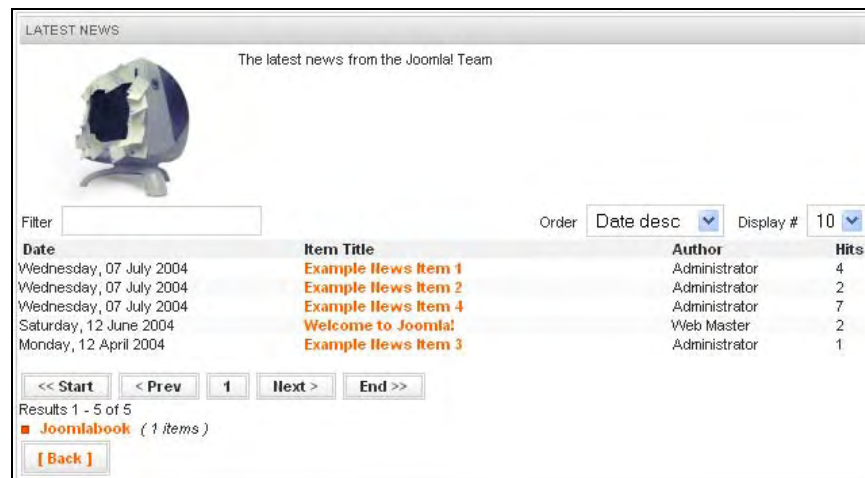 LATEST NEWS
The latest news from the Joomla! Team
Filter Order Date desc Display # 10
Date Item Title Author Hits
Wednesday, 07 July 2004 Example News Item 1 Administrator 4
Wednesday, 07 July 2004 Example News Item 2 Administrator 2
Wednesday, 07 July 2004 Example News Item 4 Administrator 7
Saturday, 12 June 2004 Welcome to Joomla! Web Master 2
Monday, 12 April 2004 Example News Item 3 Administrator 1
<< Start < Prev 1 Next > End >>
Results 1 - 5 of 5
Joomlabook ( 1 items )
[ Back ]